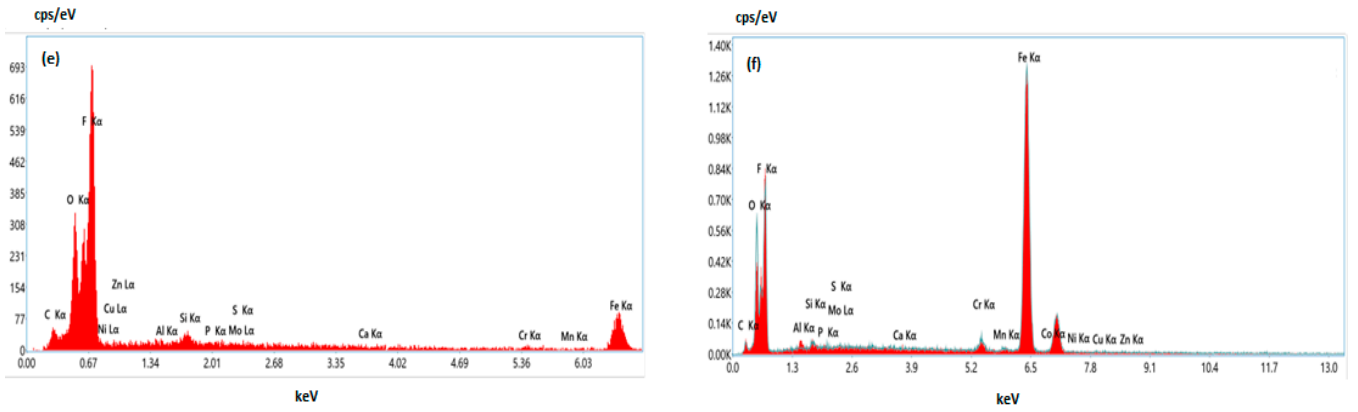 cps/eV
(e)
693
616
539
462
385
308
231
154
77
0
F Kα
O Kα
Zn Lα
Cu Lα
C Kα
Ni Lα
Al Kα
Si Kα
P Kα
S Kα
Mo Lα
Ca Kα
Cr Kα
Mn Kα
Fe Kα
0.00 0.67 1.34 2.01 2.68 3.35 4.02 4.69 5.36 6.03
keV
cps/eV
(f)
1.40K
1.26K
1.12K
0.98K
0.84K
0.70K
0.56K
0.42K
0.28K
0.14K
0.00K
Fe Kα
F Kα
O Kα
S Kα
Si Kα
Mo Lα
C Kα
Al Kα
P Kα
Ca Kα
Cr Kα
Mn Kα
Co Kα
Ni Kα
Cu Kα
Zn Kα
0.0 1.3 2.6 3.9 5.2 6.5 7.8 9.1 10.4 11.7 13.0
keV